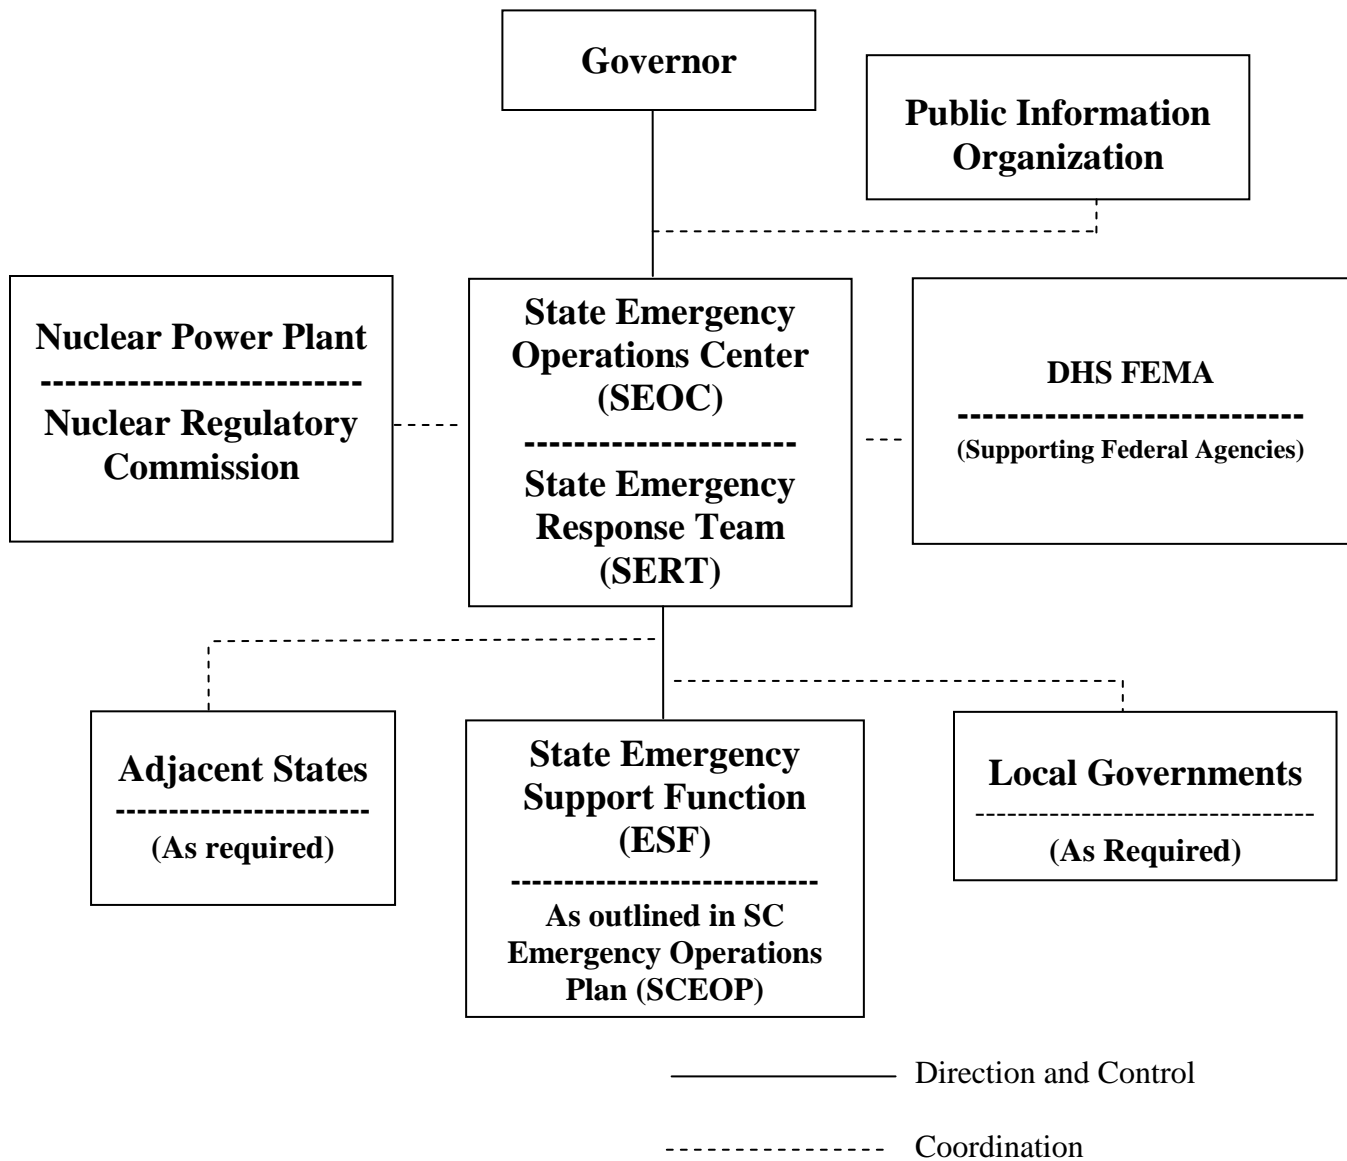 Governor
Public Information
Organization
Nuclear Power Plant
Nuclear Regulatory
Commission
State Emergency
Operations Center
(SEOC)
State Emergency
Response Team
(SERT)
DHS FEMA
(Supporting Federal Agencies)
Adjacent States
(As required)
State Emergency
Support Function
(ESF)
As outlined in SC
Emergency Operations
Plan (SCEOP)
Local Governments
(As Required)
Direction and Control
Coordination